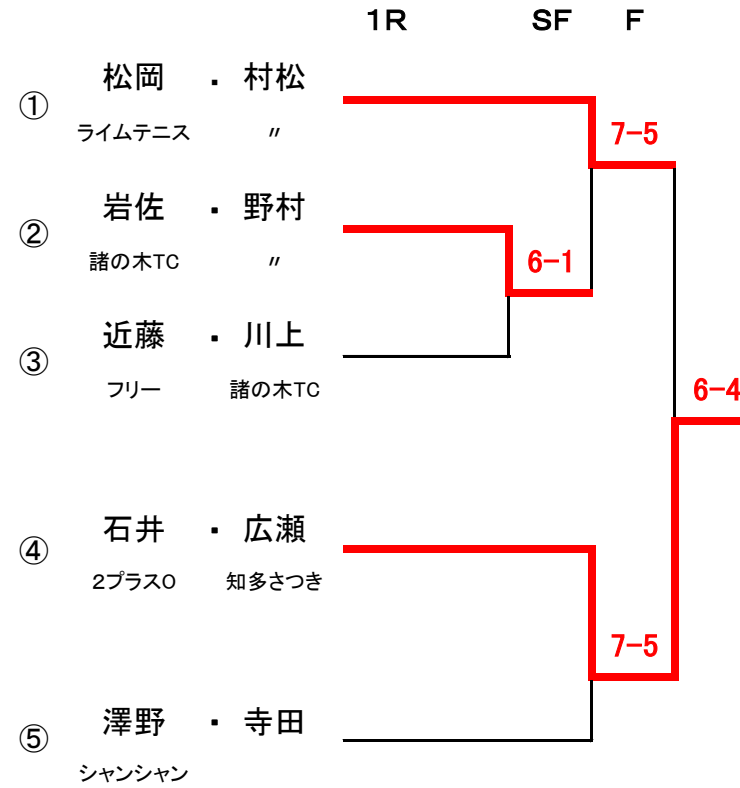 1R SF F
① 松岡 ・ 村松
ライムテニス 〃
7-5
② 岩佐 ・ 野村
諸の木TC 〃
6-1
③ 近藤 ・ 川上
フリー 諸の木TC
6-4
④ 石井 ・ 広瀬
2プラスO 知多さつき
7-5
⑤ 澤野 ・ 寺田
シャンシャン